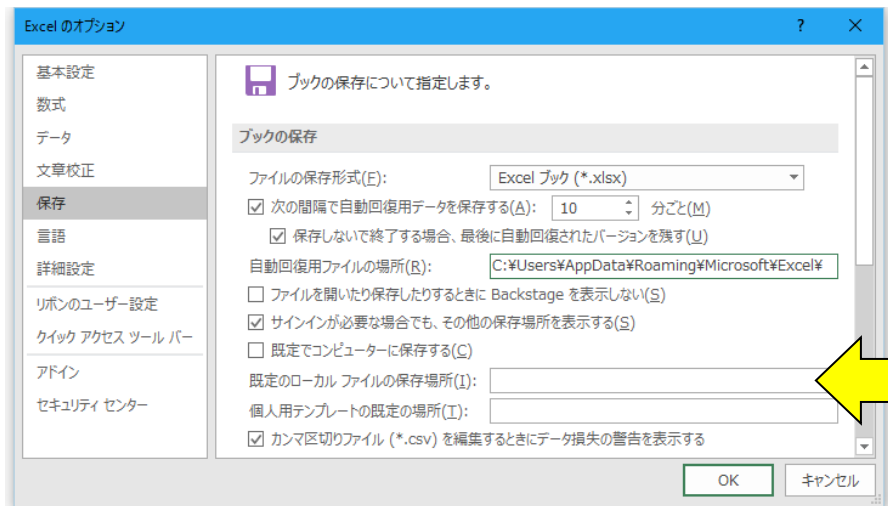 Excel のオプション ? ×
基本設定
数式
データ
文章校正
保存
言語
詳細設定
リボンのユーザー設定
クイック アクセス ツール バー
アドイン
セキュリティ センター
ブックの保存について指定します。
ブックの保存
ファイルの保存形式(F): Excel ブック (*.xlsx)
次の間隔で自動回復用データを保存する(A): 10 分ごと(M)
保存しないで終了する場合、最後に自動回復されたバージョンを残す(U)
自動回復用ファイルの場所(R): C:¥Users¥AppData¥Roaming¥Microsoft¥Excel¥
ファイルを開いたり保存したりするときに Backstage を表示しない(S)
サインインが必要な場合でも、その他の保存場所を表示する(S)
既定でコンピューターに保存する(C)
既定のローカル ファイルの保存場所(I):
個人用テンプレートの既定の場所(T):
カンマ区切りファイル (*.csv) を編集するときにデータ損失の警告を表示する
OK キャンセル